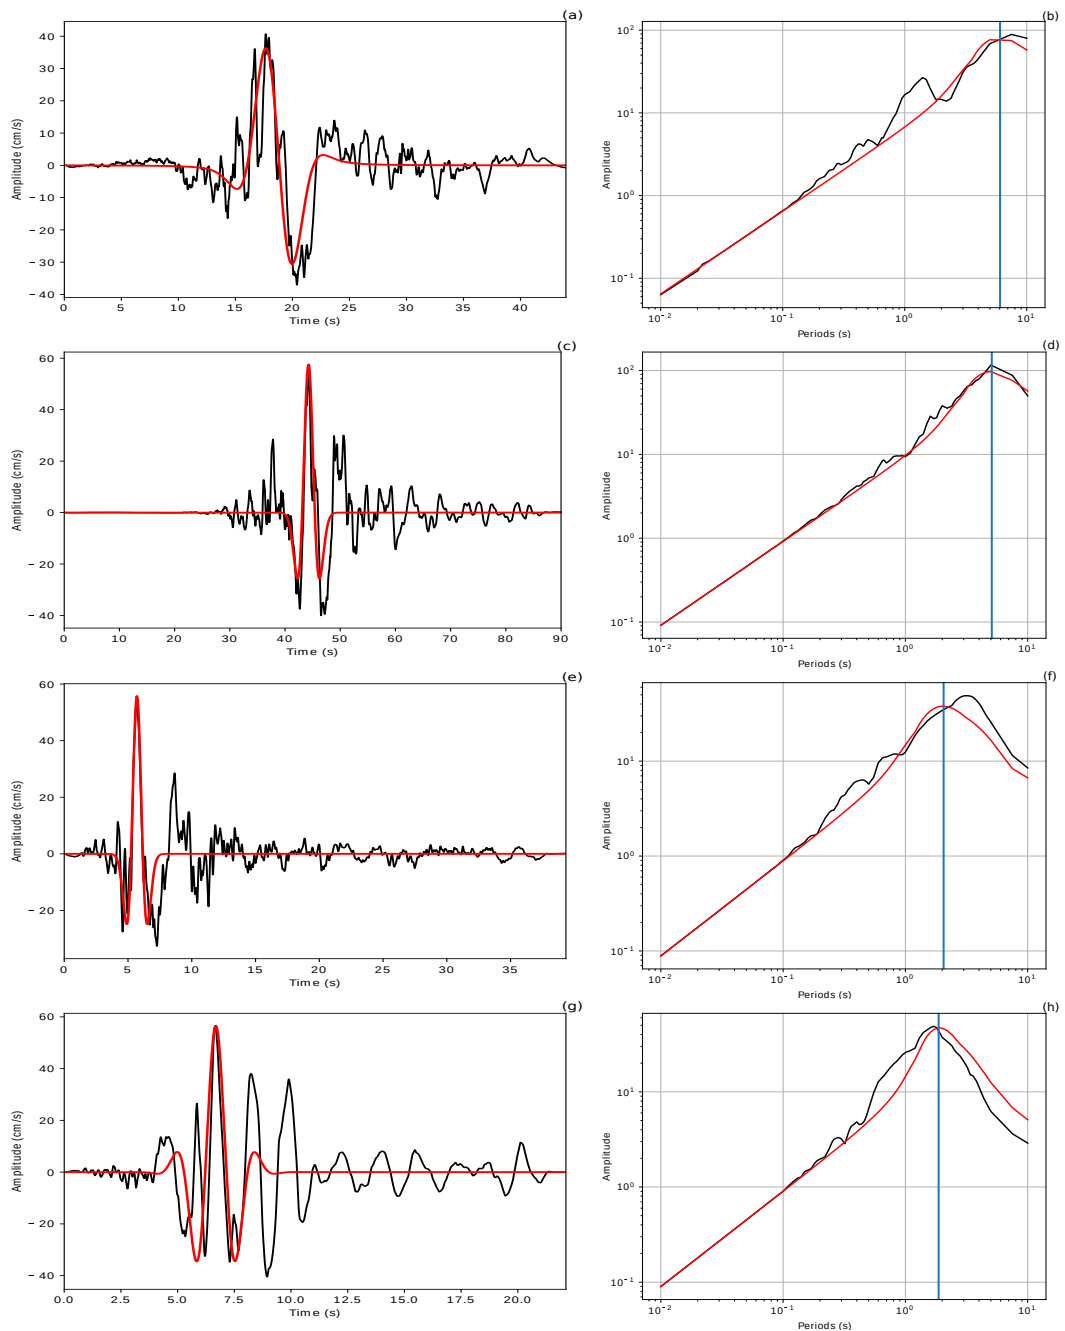 (a)
Amplitude (cm/s)
40
30
20
10
0
−10
−20
−30
−40
0 5 10 15 20 25 30 35 40
Time (s)
(b)
Amplitude
10² 
10¹
10⁰
10⁻¹
10⁻² 10⁻¹ 10⁰ 10¹
Periods (s)
(c)
Amplitude (cm/s)
60
40
20
0
−20
−40
0 10 20 30 40 50 60 70 80 90
Time (s)
(d)
Amplitude
10²
10¹
10⁰
10⁻¹
10⁻² 10⁻¹ 10⁰ 10¹
Periods (s)
(e)
Amplitude (cm/s)
60
40
20
0
−20
0 5 10 15 20 25 30 35
Time (s)
(f)
Amplitude
10¹
10⁰
10⁻¹
10⁻² 10⁻¹ 10⁰ 10¹
Periods (s)
(g)
Amplitude (cm/s)
60
40
20
0
−20
−40
0.0 2.5 5.0 7.5 10.0 12.5 15.0 17.5 20.0
Time (s)
(h)
Amplitude
10¹
10⁰
10⁻¹
10⁻² 10⁻¹ 10⁰ 10¹
Periods (s)